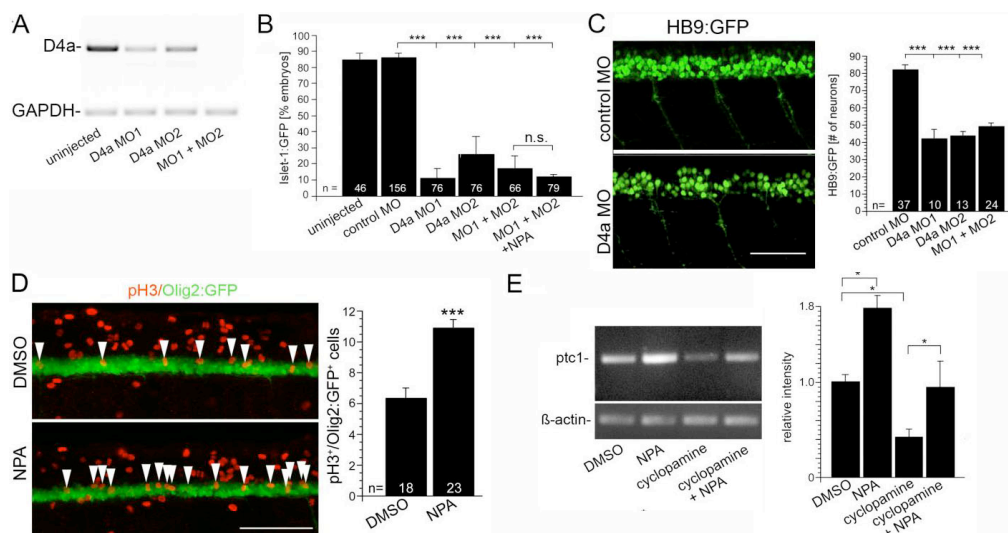 A
D4a-
GAPDH-
uninjected
D4a MO1
D4a MO2
MO1 + MO2
B
Islet-1:GFP [% embryos]
100
90
80
70
60
50
40
30
20
10
0
*** *** *** ***
n.s.
n = 46 156 76 76 66 79
uninjected
control MO
D4a MO1
D4a MO2
MO1 + MO2
MO1 + MO2
+NPA
C
HB9:GFP
control MO
D4a MO
HB9:GFP [# of neurons]
90
80
70
60
50
40
30
20
10
0
*** *** ***
n= 37 10 13 24
control MO
D4a MO1
D4a MO2
MO1 + MO2
D
pH3/Olig2:GFP
DMSO
NPA
pH3⁺/Olig2:GFP⁺ cells
12
10
8
6
4
2
0
***
n= 18 23
DMSO
NPA
E
ptc1-
ß-actin-
DMSO
NPA
cyclopamine
cyclopamine
+ NPA
relative intensity
1.0
0
*
*
*
DMSO
NPA
cyclopamine
cyclopamine
+ NPA